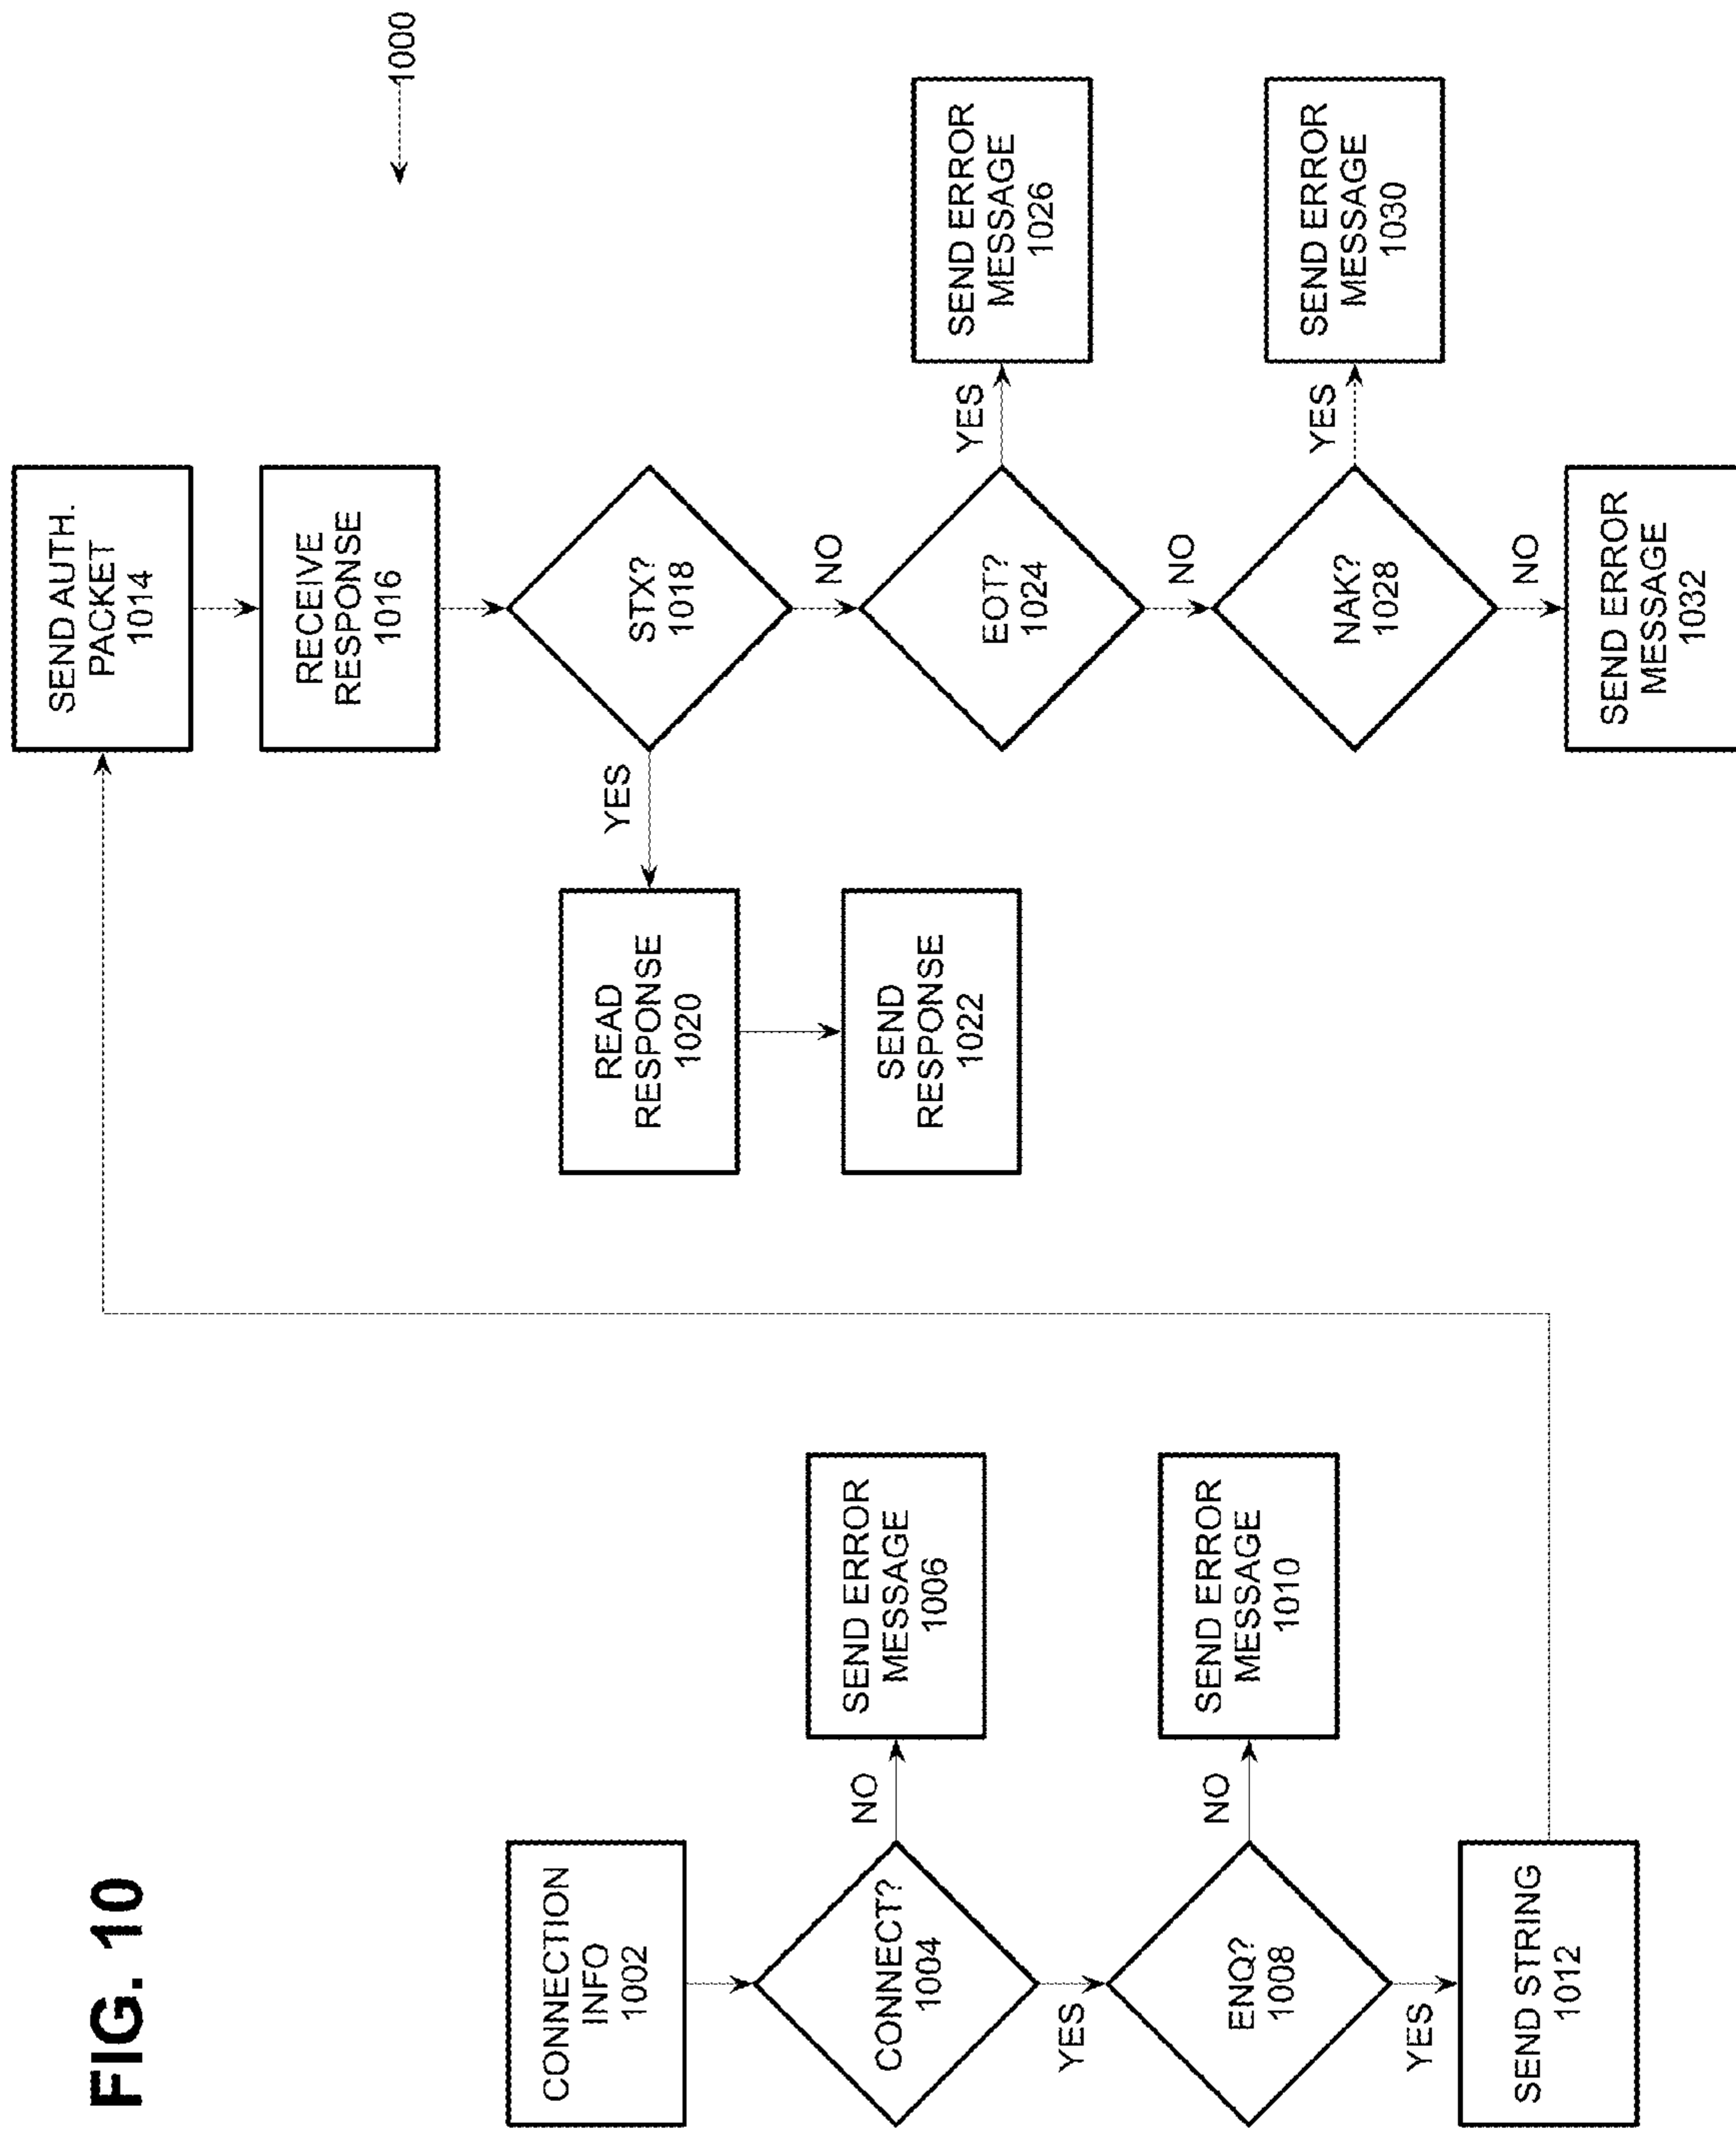 FIG. 10
1000
CONNECTION
INFO
1002
CONNECT?
1004
NO
SEND ERROR
MESSAGE
1006
YES
ENQ?
1008
NO
SEND ERROR
MESSAGE
1010
YES
SEND STRING
1012
SEND AUTH.
PACKET
1014
RECEIVE
RESPONSE
1016
STX?
1018
YES
READ
RESPONSE
1020
SEND
RESPONSE
1022
NO
EOT?
1024
YES
SEND ERROR
MESSAGE
1026
NO
NAK?
1028
YES
SEND ERROR
MESSAGE
1030
NO
SEND ERROR
MESSAGE
1032